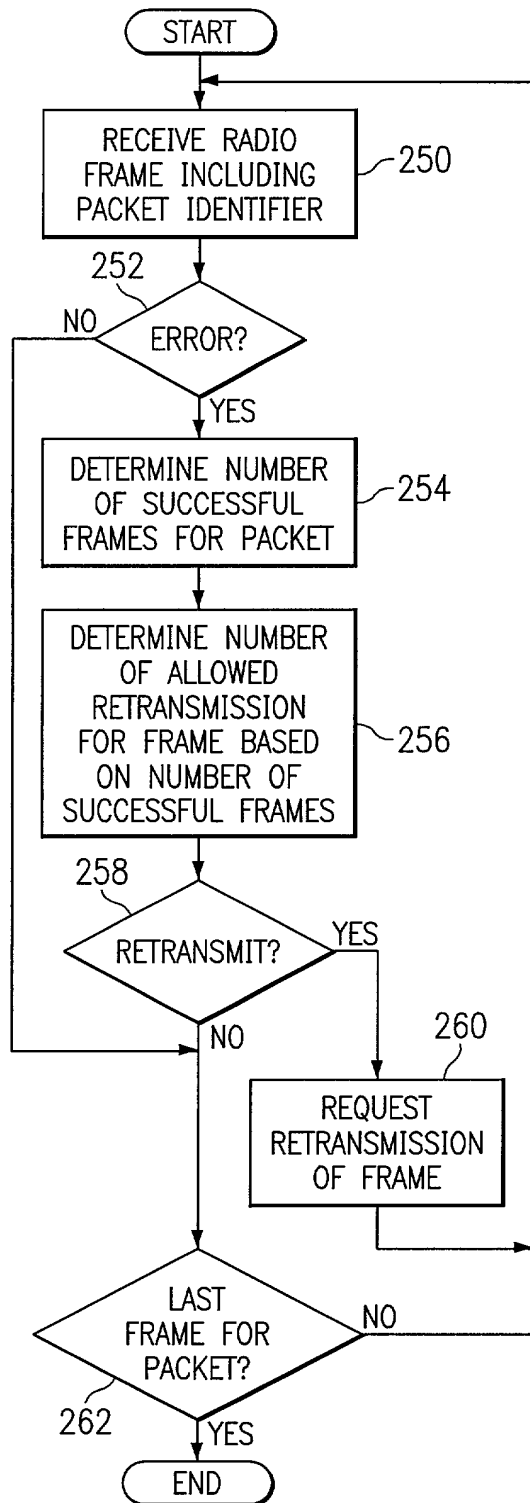 START
RECEIVE RADIO
FRAME INCLUDING
PACKET IDENTIFIER
250
252
NO
ERROR?
YES
DETERMINE NUMBER
OF SUCCESSFUL
FRAMES FOR PACKET
254
DETERMINE NUMBER
OF ALLOWED
RETRANSMISSION
FOR FRAME BASED
ON NUMBER OF
SUCCESSFUL FRAMES
256
258
RETRANSMIT?
YES
NO
260
REQUEST
RETRANSMISSION
OF FRAME
LAST
FRAME FOR
PACKET?
NO
262
YES
END